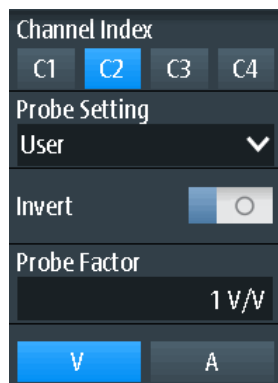 Channel Index
C1 C2 C3 C4
Probe Setting
User
Invert
Probe Factor
1 V/V
V A